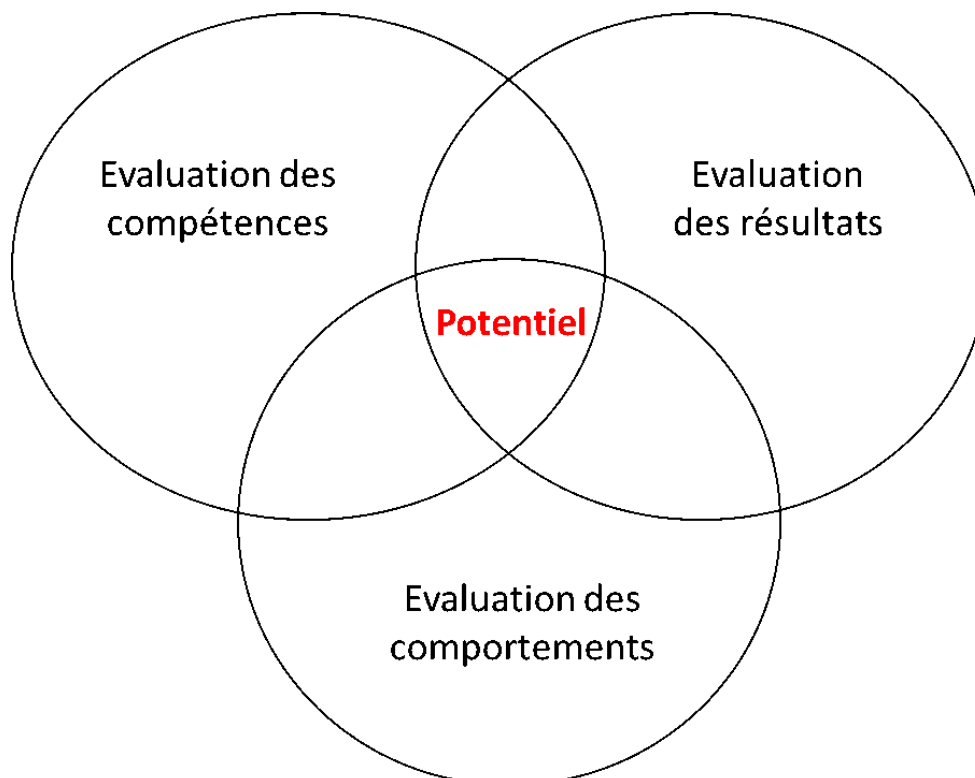 Evaluation des
compétences
Evaluation
des résultats
Potentiel
Evaluation des
comportements